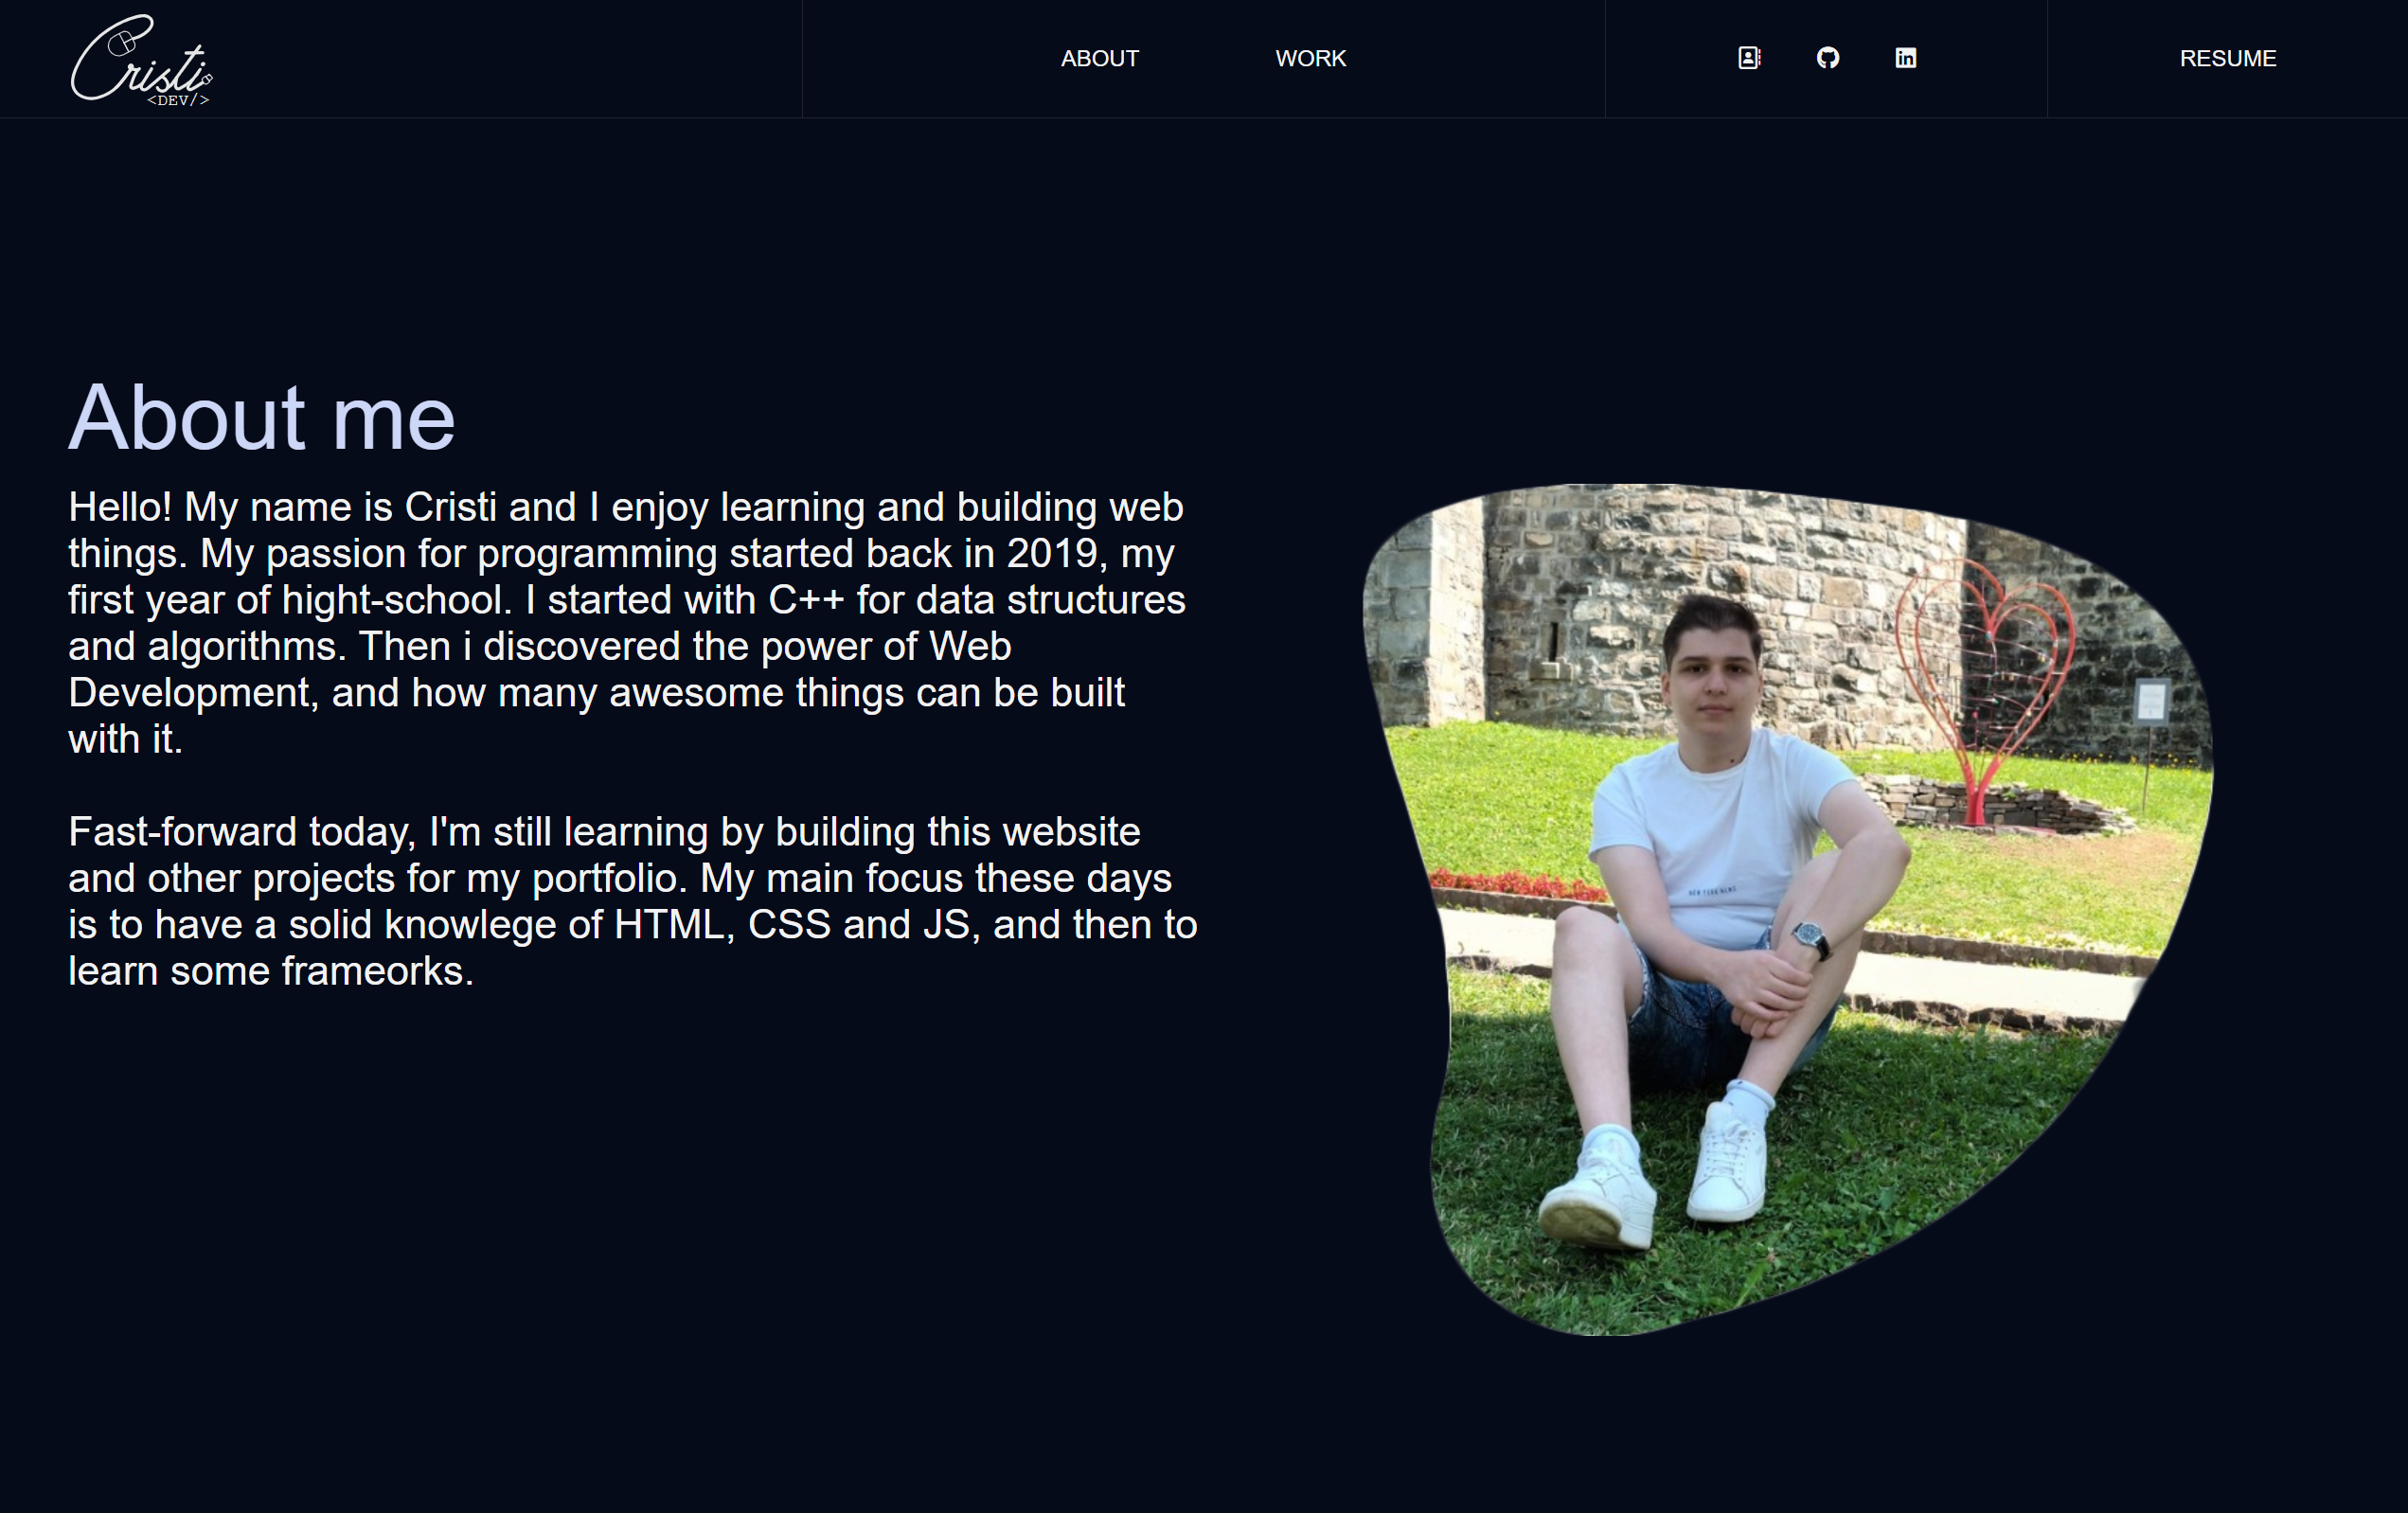 Cristi
<DEV/>
ABOUT
WORK
RESUME
About me
Hello! My name is Cristi and I enjoy learning and building web
things. My passion for programming started back in 2019, my
first year of hight-school. I started with C++ for data structures
and algorithms. Then i discovered the power of Web
Development, and how many awesome things can be built
with it.
Fast-forward today, I'm still learning by building this website
and other projects for my portfolio. My main focus these days
is to have a solid knowlege of HTML, CSS and JS, and then to
learn some frameorks.